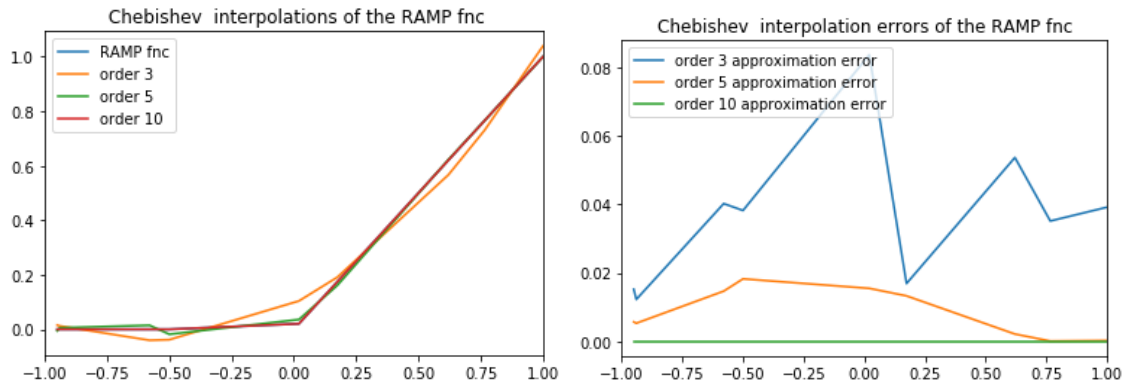 Chebishev interpolations of the RAMP fnc
RAMP fnc
order 3
order 5
order 10
1.0
0.8
0.6
0.4
0.2
0.0
-1.00 -0.75 -0.50 -0.25 0.00 0.25 0.50 0.75 1.00
Chebishev interpolation errors of the RAMP fnc
order 3 approximation error
order 5 approximation error
order 10 approximation error
0.08
0.06
0.04
0.02
0.00
-1.00 -0.75 -0.50 -0.25 0.00 0.25 0.50 0.75 1.00